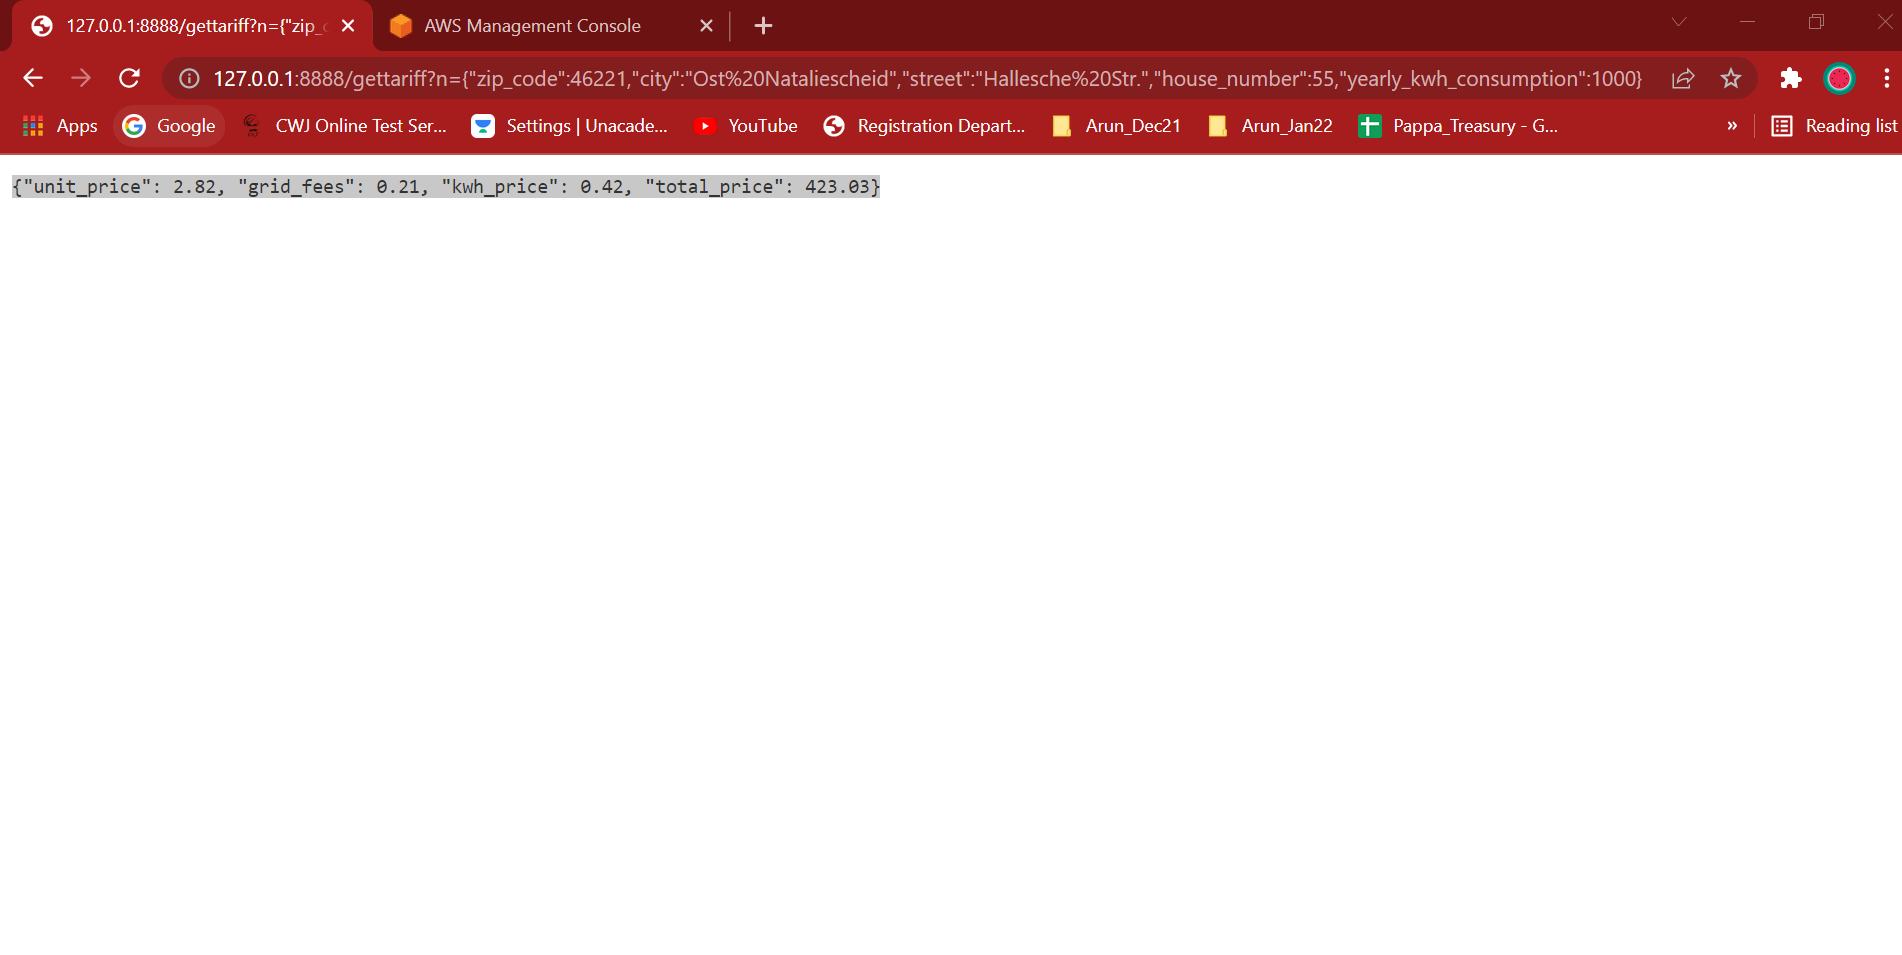 127.0.0.1:8888/gettariff?n={"zip_
AWS Management Console
127.0.0.1:8888/gettariff?n={"zip_code":46221,"city":"Ost%20Nataliescheid","street":"Hallesche%20Str.","house_number":55,"yearly_kwh_consumption":1000}
Apps Google CWJ Online Test Ser... Settings | Unacade... YouTube Registration Depart... Arun_Dec21 Arun_Jan22 Pappa_Treasury - G... » Reading list
{"unit_price": 2.82, "grid_fees": 0.21, "kwh_price": 0.42, "total_price": 423.03}